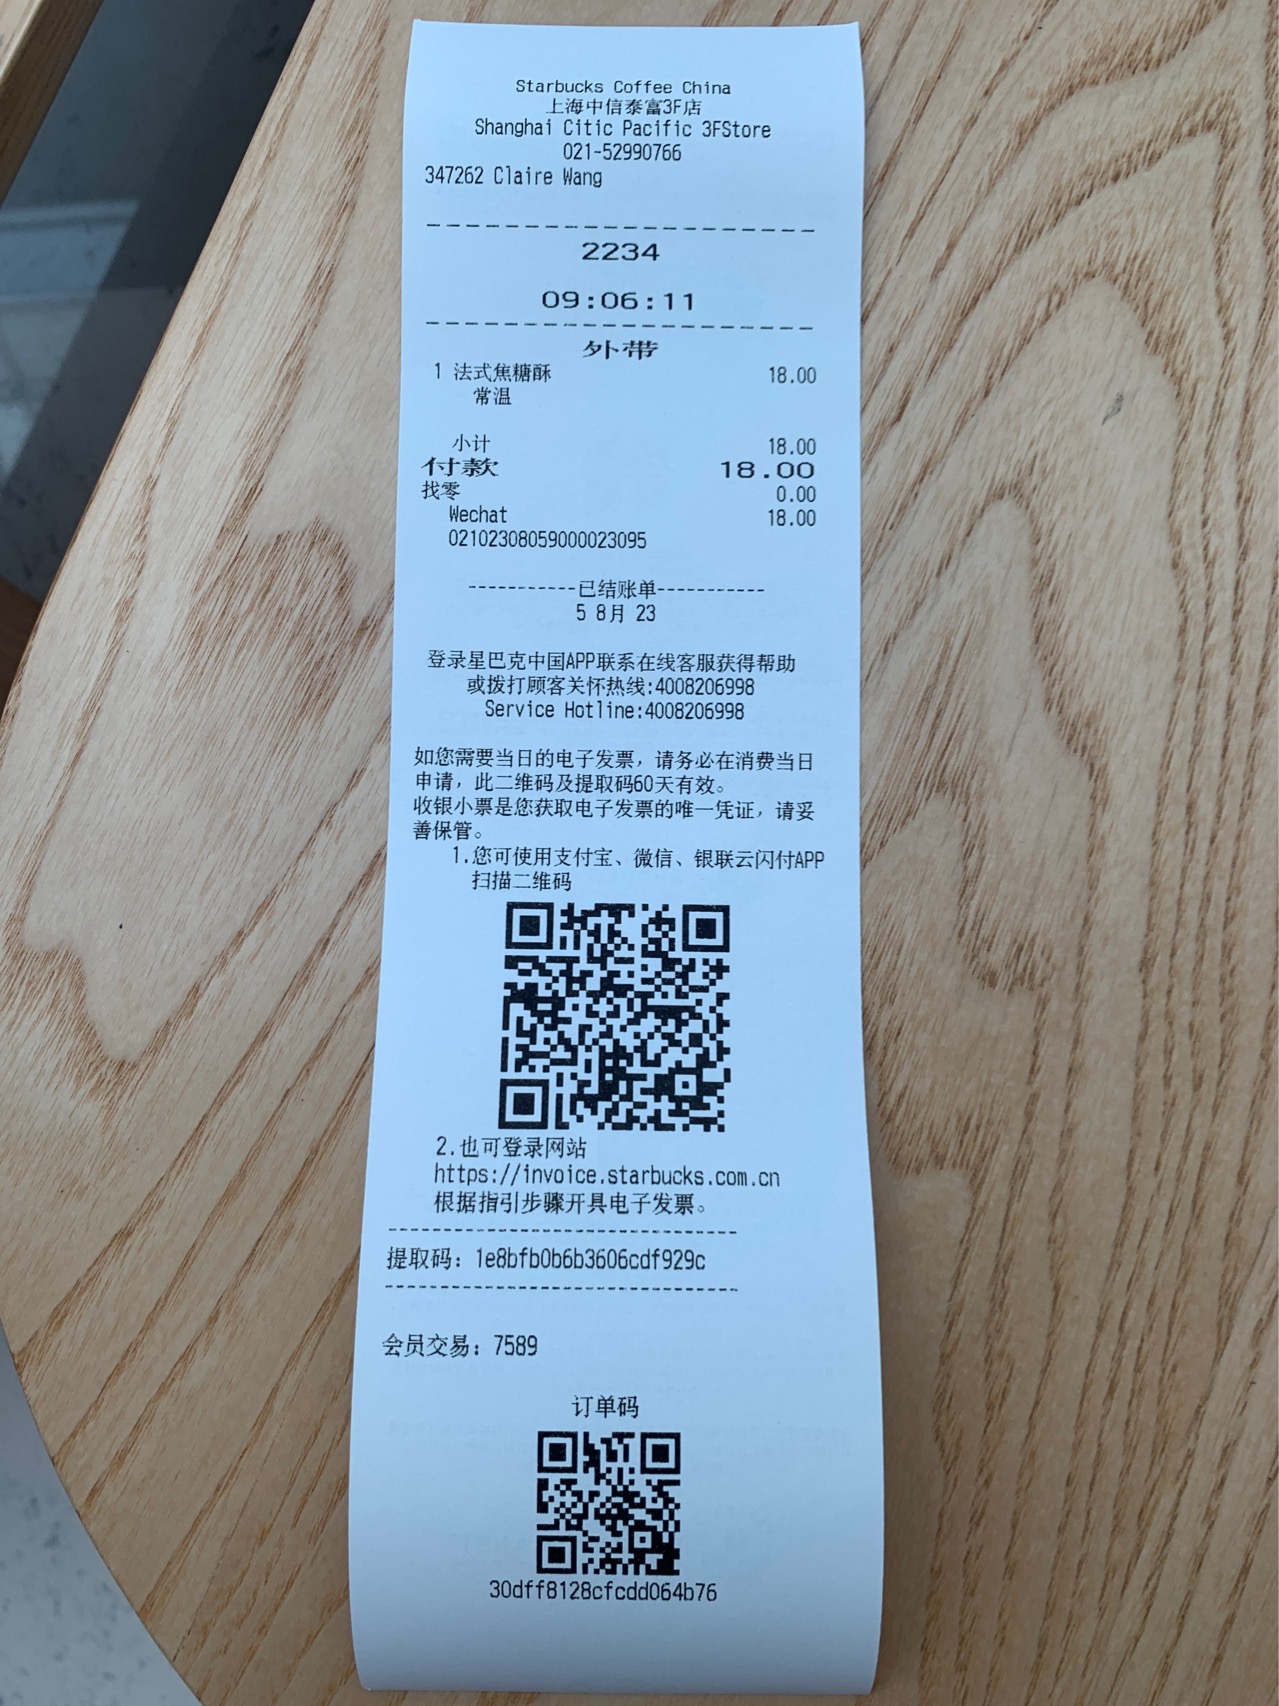 Starbucks Coffee China
上海中信泰富3F店
Shanghai Citic Pacific 3FStore
021-52990766
347262 Claire Wang
2234
09:06:11
外带
1 法式焦糖酥 18.00
常温
小计 18.00
付款 18.00
找零 0.00
Wechat 18.00
02102308059000023095
-----------已结账单-----------
5 8月 23
登录星巴克中国APP联系在线客服获得帮助
或拨打顾客关怀热线:4008206998
Service Hotline:4008206998
如您需要当日的电子发票，请务必在消费当日
申请，此二维码及提取码60天有效。
收银小票是您获取电子发票的唯一凭证，请妥
善保管。
1.您可使用支付宝、微信、银联云闪付APP
扫描二维码
2.也可登录网站
https://invoice.starbucks.com.cn
根据指引步骤开具电子发票。
提取码：1e8bfb0b6b3606cdf929c
会员交易：7589
订单码
30dff8128cfcdd064b76